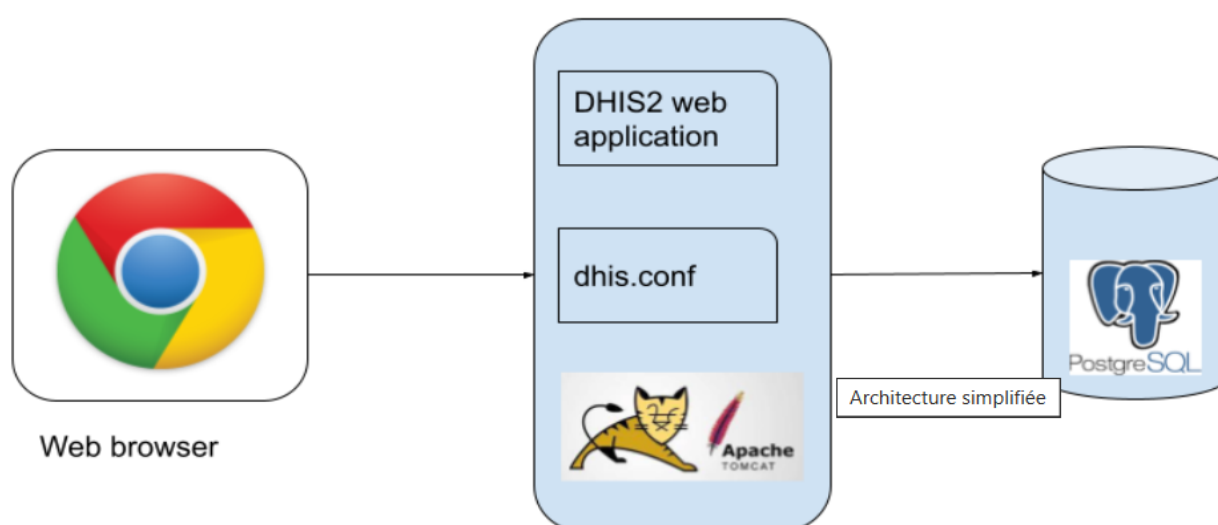 DHIS2 web
application
dhis.conf
Apache
TOMCAT
Web browser
Architecture simplifiée
PostgreSQL